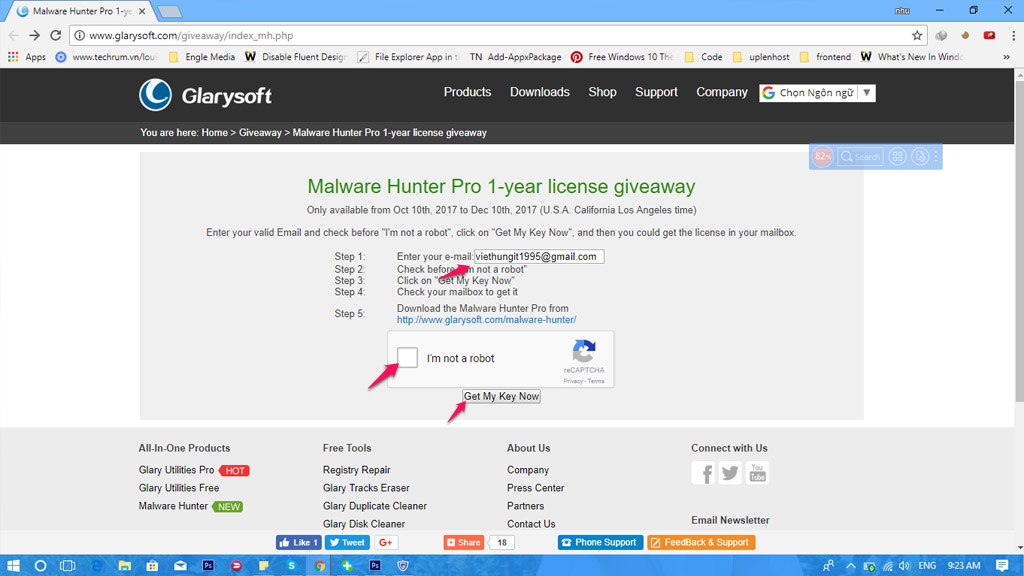 Malware Hunter Pro 1-ye
nhu
www.glarysoft.com/giveaway/index_mh.php
Apps
www.techrum.vn/lou
Engle Media
Disable Fluent Design
File Explorer App in t
TN Add-AppxPackage
Free Windows 10 The
Code
uplenhost
frontend
What's New in Windo
»
Glarysoft
Products Downloads Shop Support Company
Chọn Ngôn ngữ ▼
You are here: Home > Giveaway > Malware Hunter Pro 1-year license giveaway
82%
Search
Malware Hunter Pro 1-year license giveaway
Only available from Oct 10th, 2017 to Dec 10th, 2017 (U.S.A. California Los Angeles time)
Enter your valid Email and check before "I'm not a robot", click on "Get My Key Now", and then you could get the license in your mailbox.
Step 1: Enter your e-mail: viethungit1995@gmail.com
Step 2: Check before "I'm not a robot"
Step 3: Click on "Get My Key Now"
Step 4: Check your mailbox to get it
Step 5: Download the Malware Hunter Pro from
http://www.glarysoft.com/malware-hunter/
I'm not a robot
reCAPTCHA
Privacy - Terms
Get My Key Now
All-In-One Products
Glary Utilities Pro HOT
Glary Utilities Free
Malware Hunter NEW
Free Tools
Registry Repair
Glary Tracks Eraser
Glary Duplicate Cleaner
Glary Disk Cleaner
About Us
Company
Press Center
Partners
Contact Us
Connect with Us
You Tube
Email Newsletter
Like 1
Tweet
G+
Share
18
Phone Support
FeedBack & Support
ENG
9:23 AM